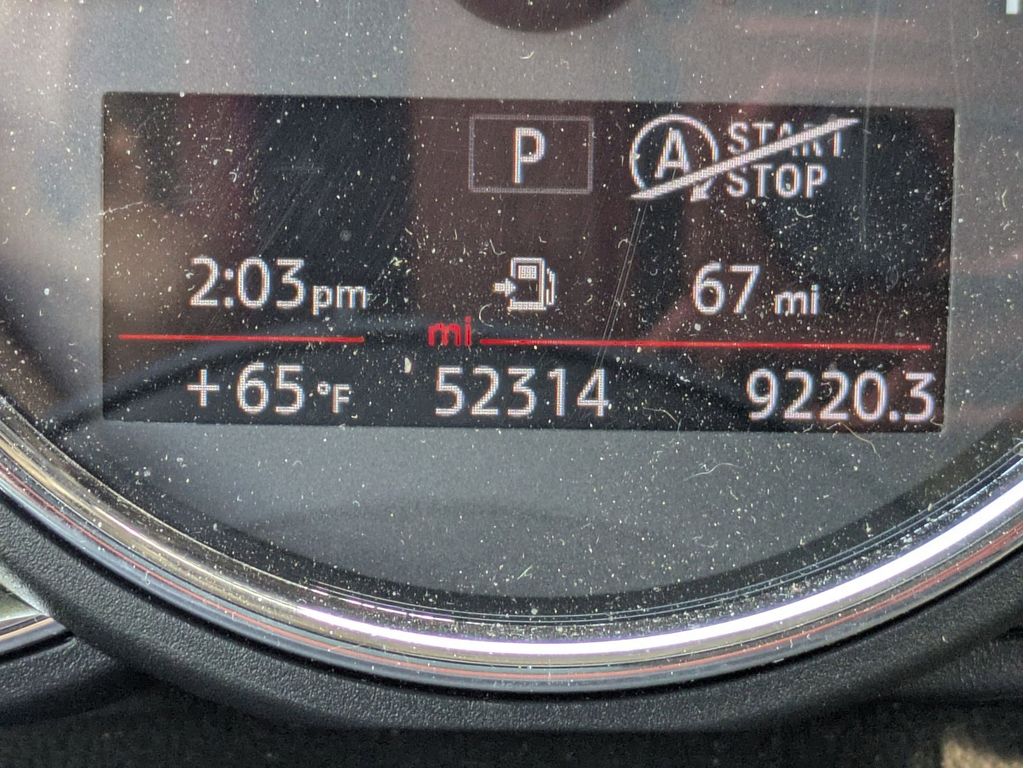 P A START
STOP
2:03pm 67 mi
mi
+65°F 52314 9220.3